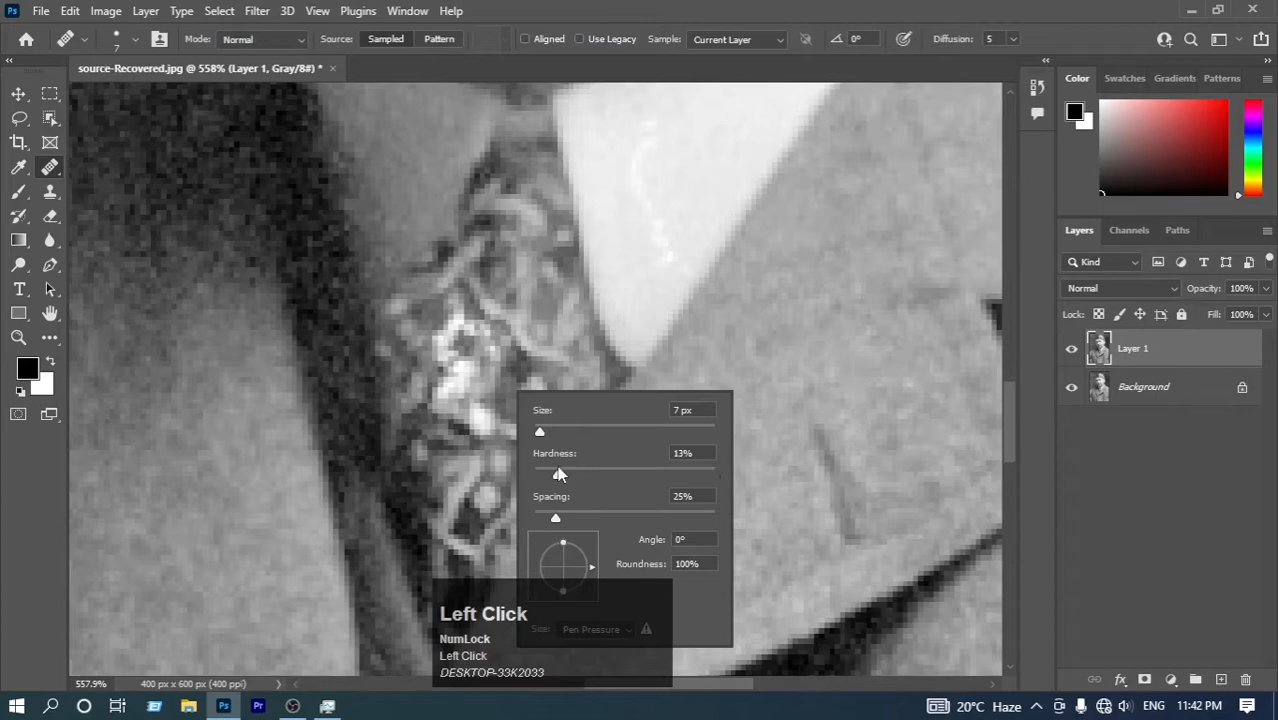 Ps File Edit Image Layer Type Select Filter 3D View Plugins Window Help
7 Mode: Normal Source: Sampled Pattern Aligned Use Legacy Sample: Current Layer 0° Diffusion: 5
source-Recovered.jpg @ 558% (Layer 1, Gray/8#) * ×
Color Swatches Gradients Patterns
Layers Channels Paths
Kind
Normal Opacity: 100%
Lock: Fill: 100%
Layer 1
Background
Size: 7 px
Hardness: 13%
Spacing: 25%
Angle: 0°
Roundness: 100%
Size: Pen Pressure
Left Click
NumLock
Left Click
DESKTOP-33K2033
557.9% 400 px x 600 px (400 ppi)
Ps Pr 20°C Haze ENG 11:42 PM